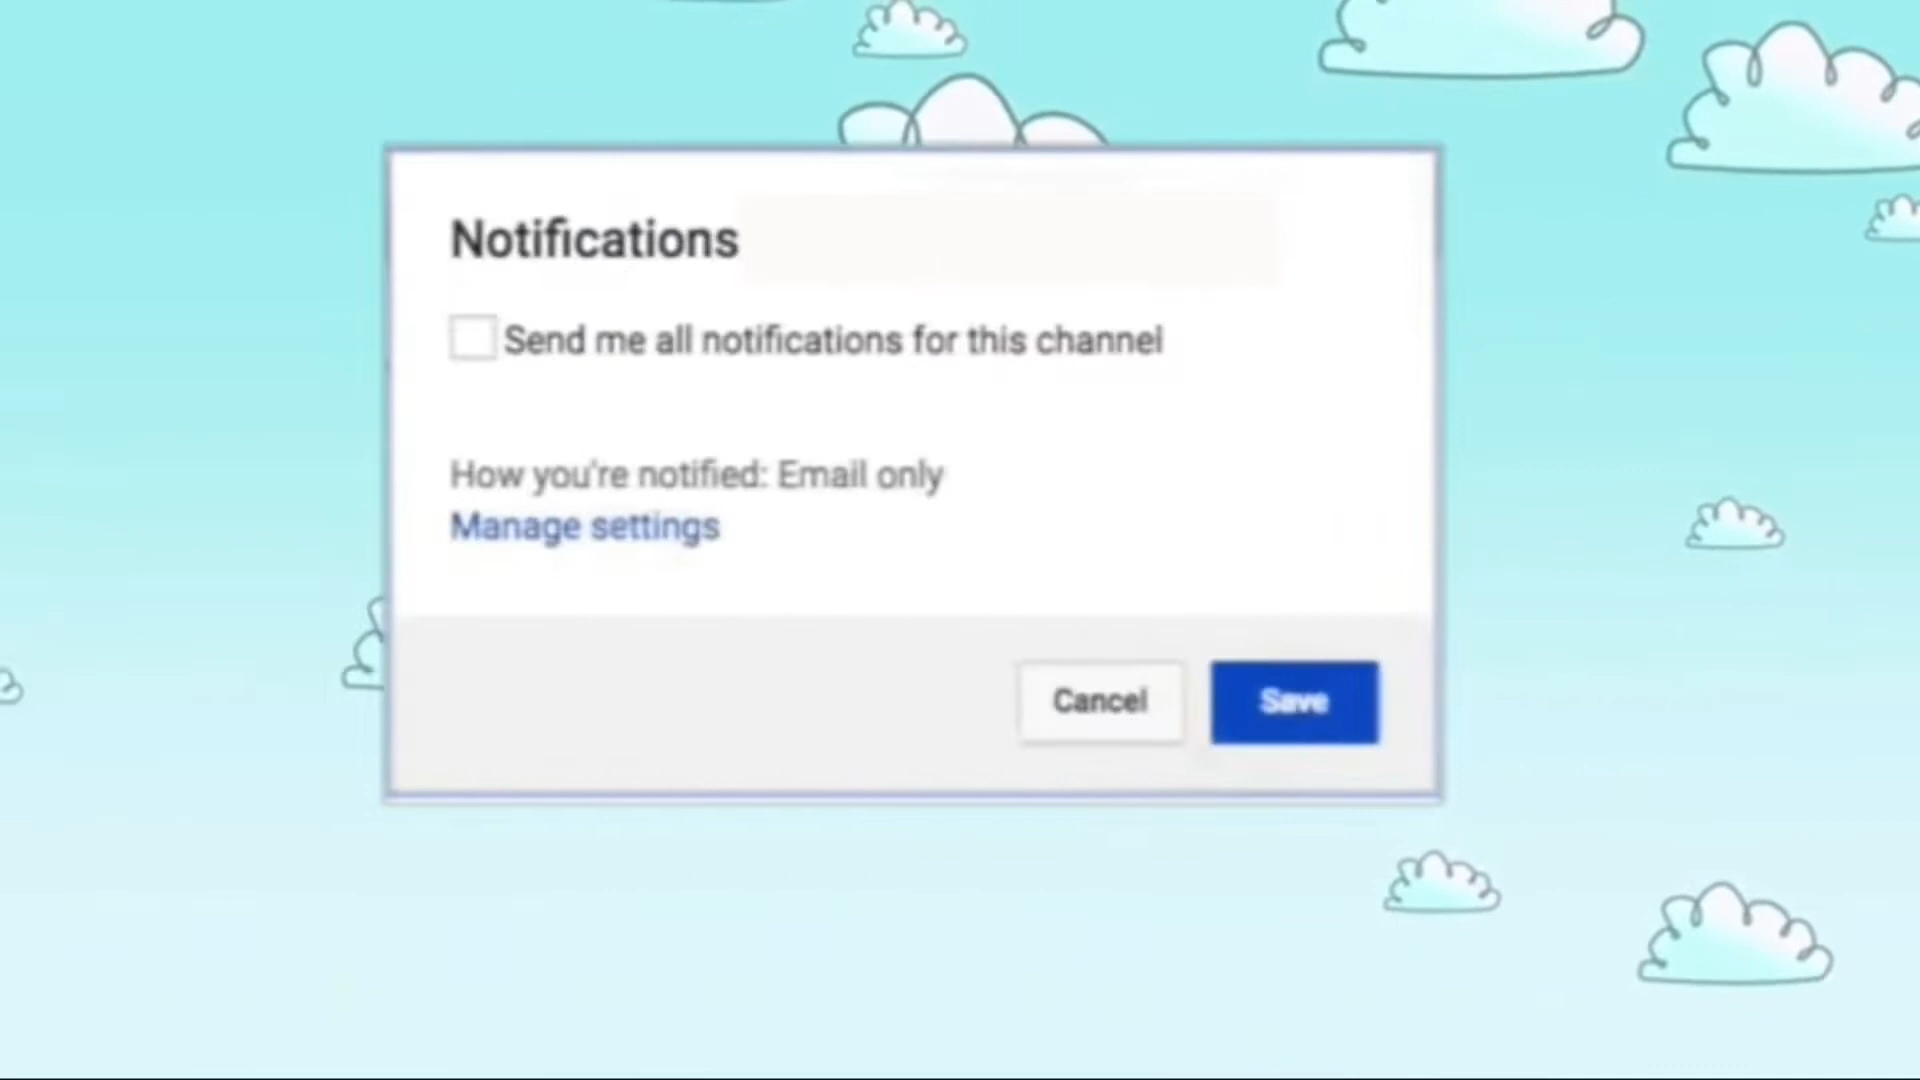 Notifications
Send me all notifications for this channel
How you're notified: Email only
Manage settings
Cancel
Save